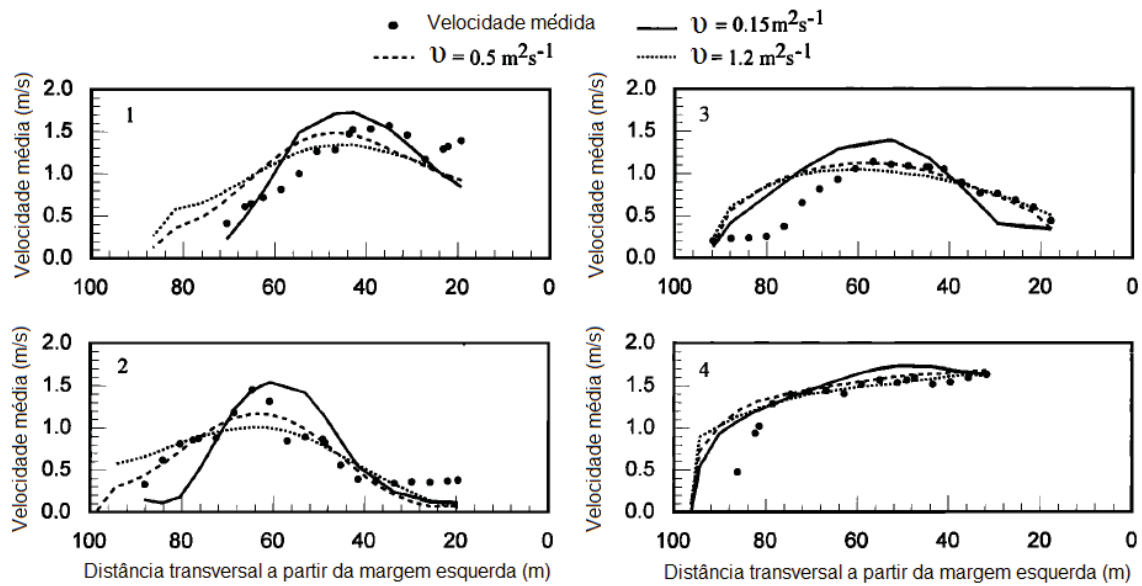 Velocidade médida
υ = 0.15 m²s⁻¹
υ = 0.5 m²s⁻¹
υ = 1.2 m²s⁻¹
Velocidade média (m/s)
2.0
1.5
1.0
0.5
0.0
1
100 80 60 40 20 0
Velocidade média (m/s)
2.0
1.5
1.0
0.5
0.0
3
100 80 60 40 20 0
Velocidade média (m/s)
2.0
1.5
1.0
0.5
0.0
2
100 80 60 40 20 0
Distância transversal a partir da margem esquerda (m)
Velocidade média (m/s)
2.0
1.5
1.0
0.5
0.0
4
100 80 60 40 20 0
Distância transversal a partir da margem esquerda (m)